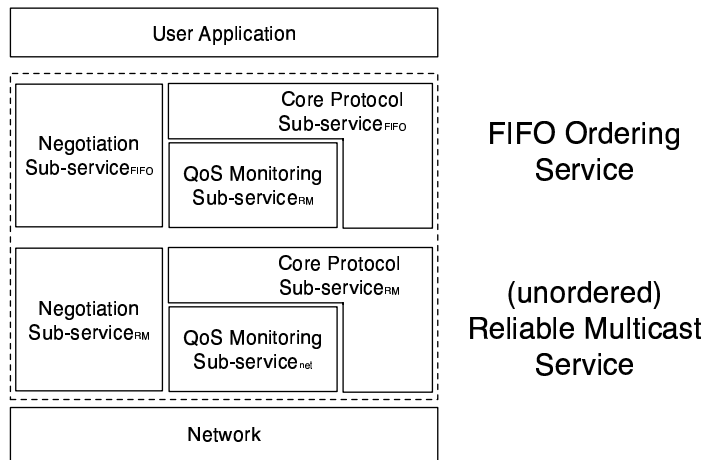 User Application
Negotiation
Sub-serviceFIFO
Core Protocol
Sub-serviceFIFO
QoS Monitoring
Sub-serviceRM
FIFO Ordering
Service
Negotiation
Sub-serviceRM
Core Protocol
Sub-serviceRM
QoS Monitoring
Sub-servicenet
(unordered)
Reliable Multicast
Service
Network